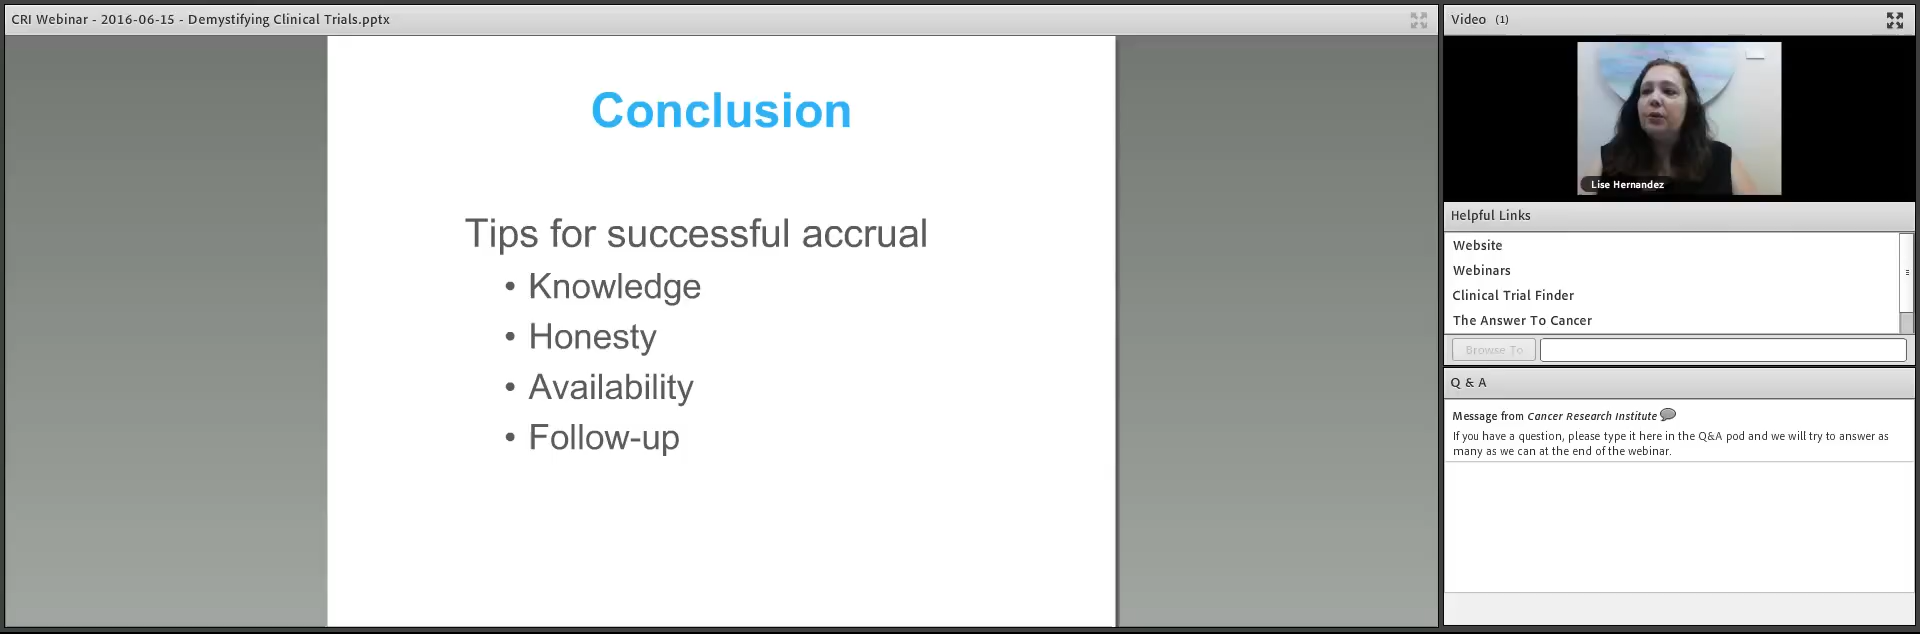 CRI Webinar - 2016-06-15 - Demystifying Clinical Trials.pptx
Conclusion
Tips for successful accrual
• Knowledge
• Honesty
• Availability
• Follow-up
Video (1)
Lise Hernandez
Helpful Links
Website
Webinars
Clinical Trial Finder
The Answer To Cancer
Browse To
Q & A
Message from Cancer Research Institute
If you have a question, please type it here in the Q&A pod and we will try to answer as
many as we can at the end of the webinar.